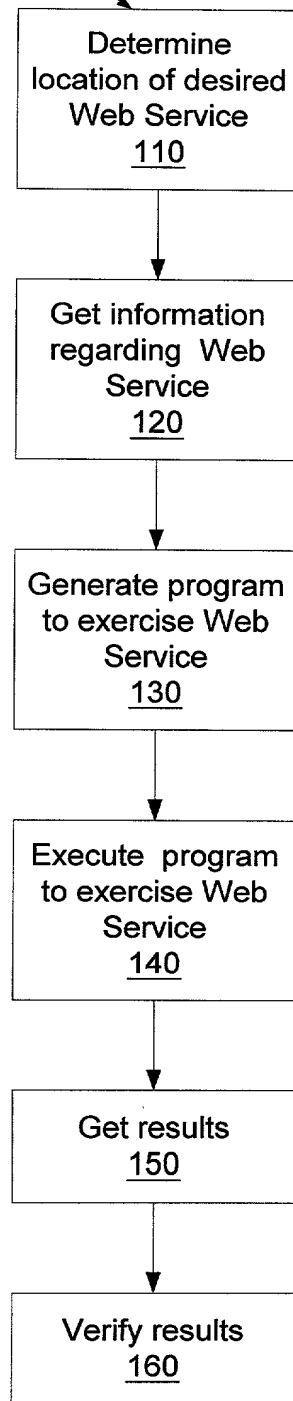 Determine
location of desired
Web Service
110
Get information
regarding Web
Service
120
Generate program
to exercise Web
Service
130
Execute program
to exercise Web
Service
140
Get results
150
Verify results
160